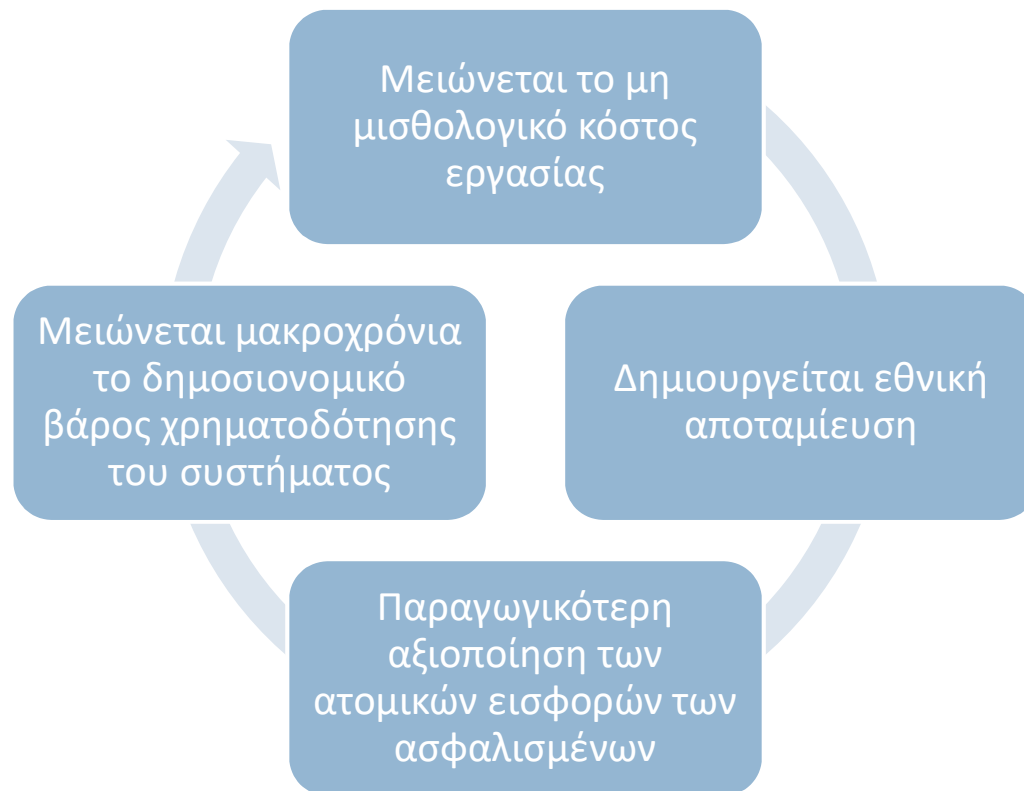 Μειώνεται το μη
μισθολογικό κόστος
εργασίας
Μειώνεται μακροχρόνια
το δημοσιονομικό
βάρος χρηματοδότησης
του συστήματος
Δημιουργείται εθνική
αποταμίευση
Παραγωγικότερη
αξιοποίηση των
ατομικών εισφορών των
ασφαλισμένων